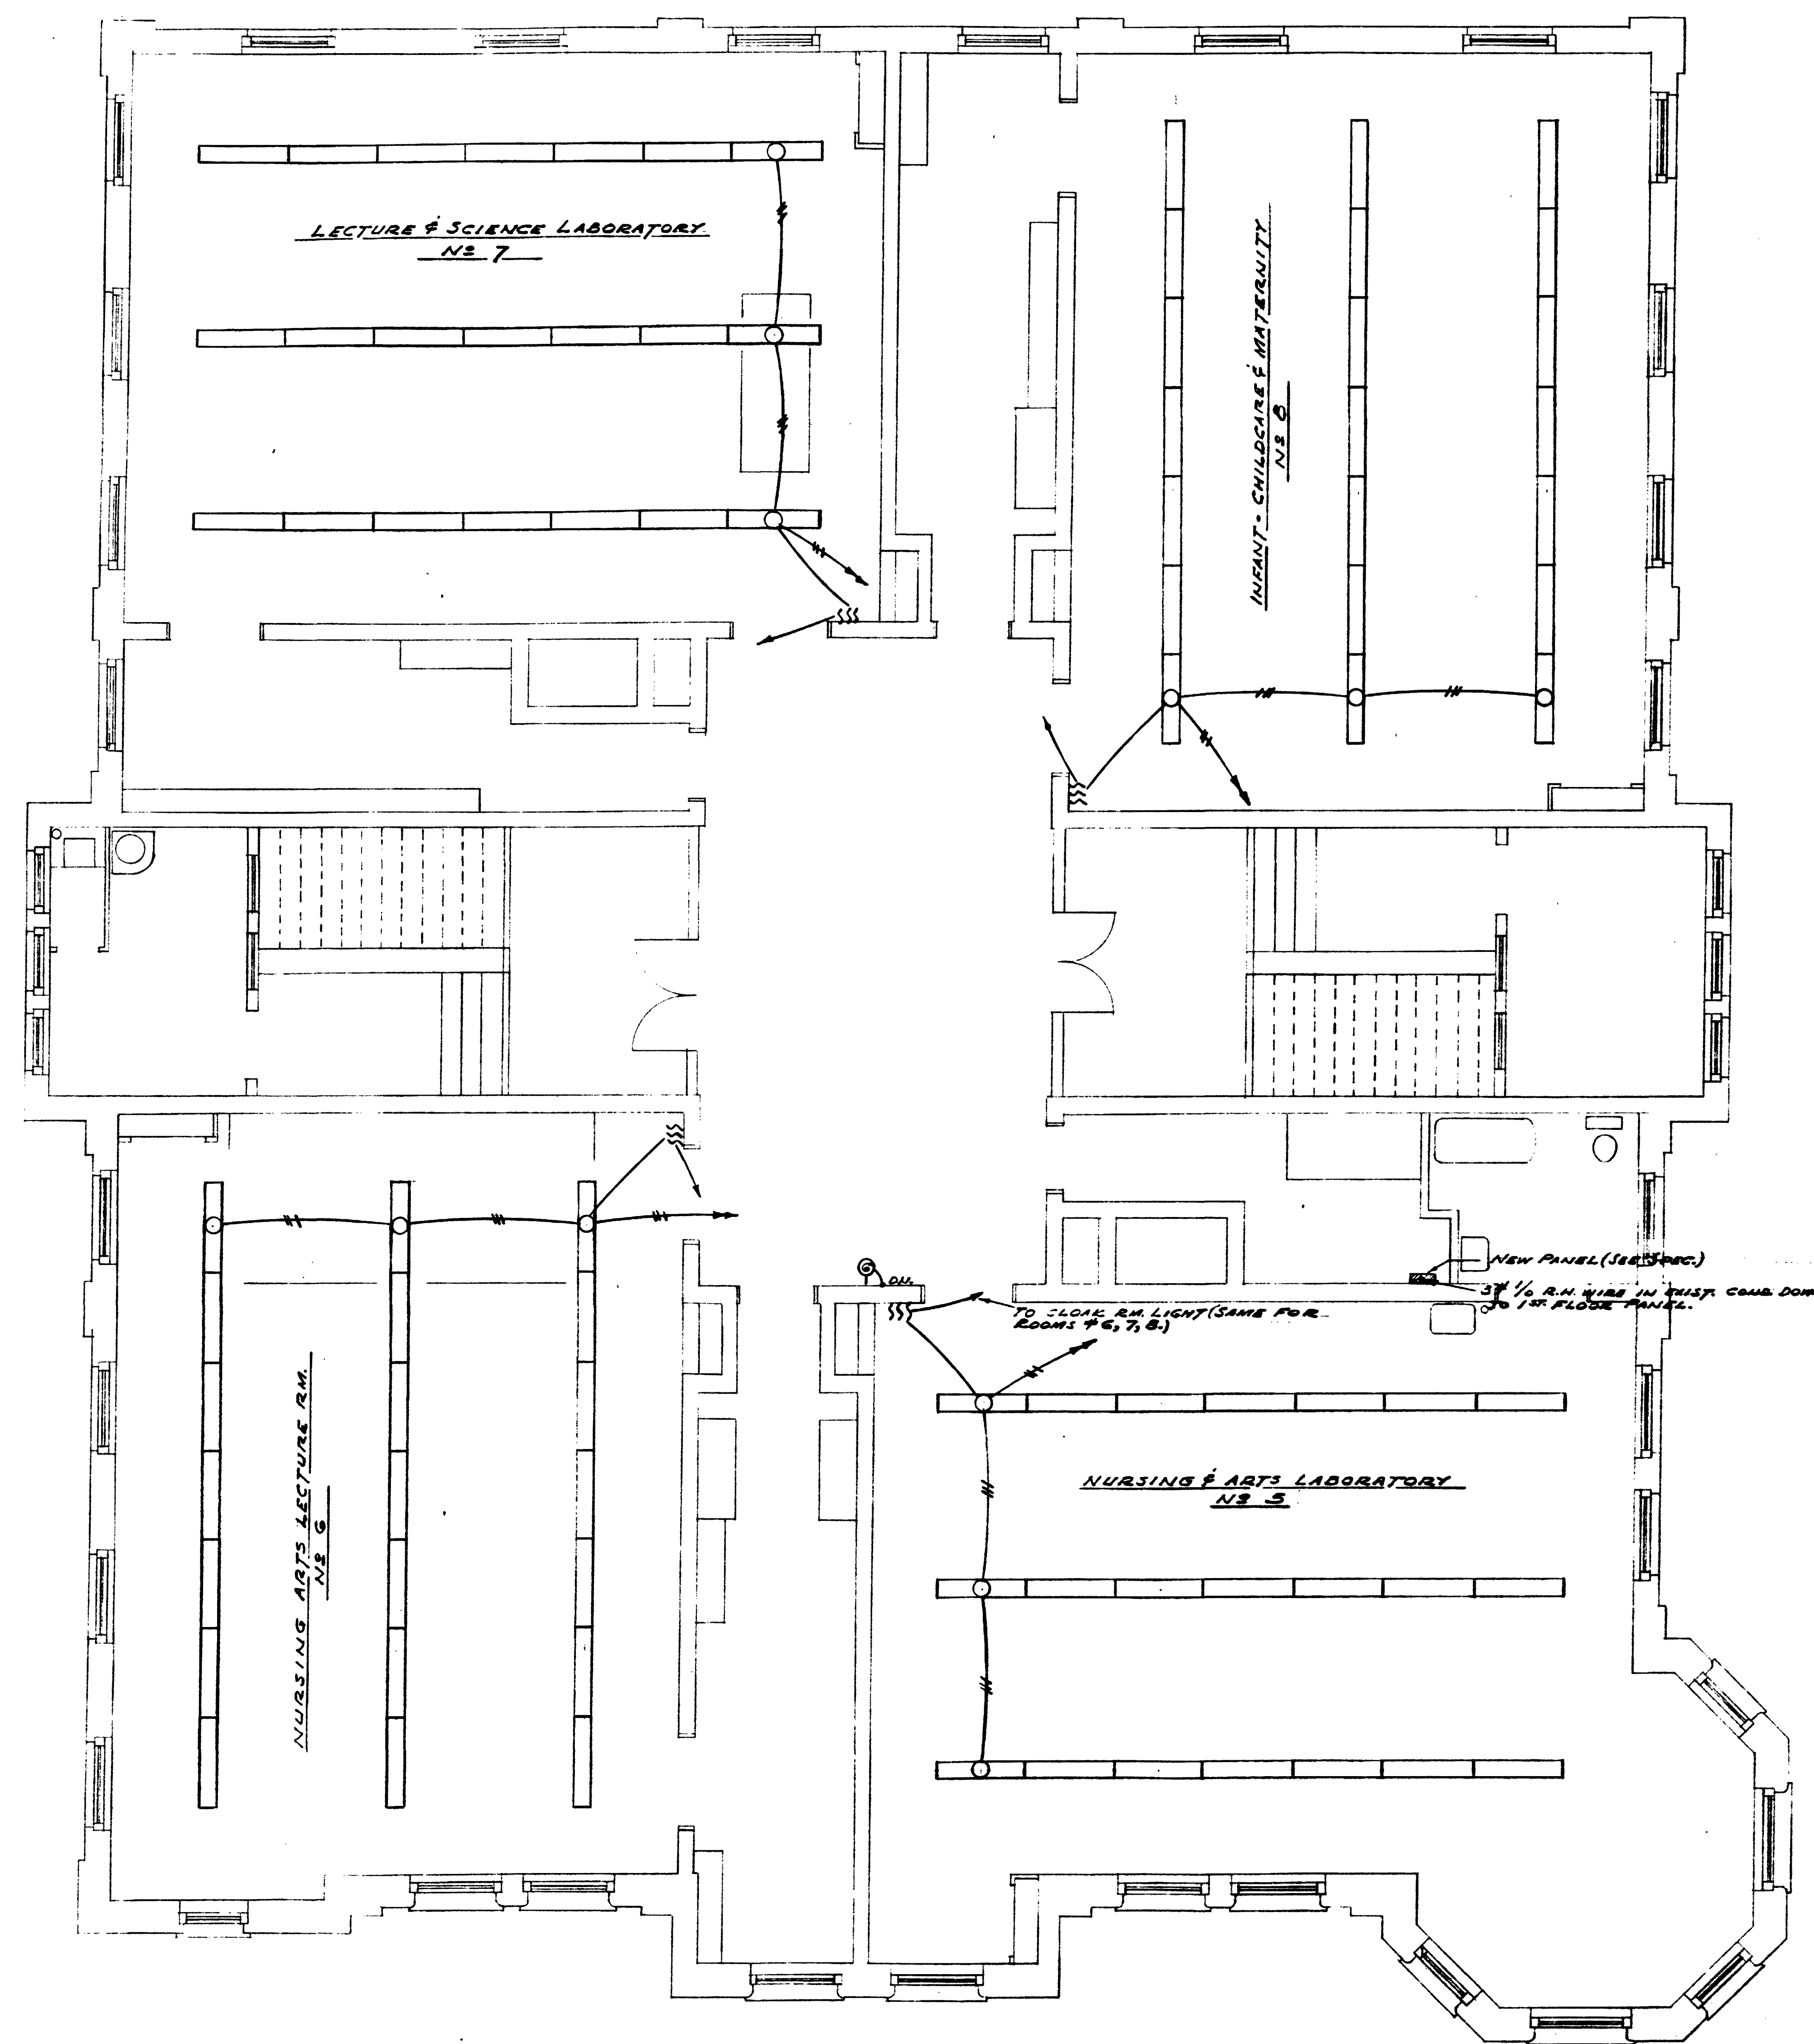 LECTURE & SCIENCE LABORATORY
Nº 7
INFANT-CHILDCARE & MATERNITY
Nº 8
NEW PANEL (SEE SPEC.)
3 # 1/0 R.H. WIRE IN EXIST. COND DOWN
TO 1ST. FLOOR PANEL.
DN.
TO CLOAK RM. LIGHT (SAME FOR
ROOMS #6, 7, 8.)
NURSING ARTS LECTURE RM.
Nº 6
NURSING & ARTS LABORATORY
Nº 5